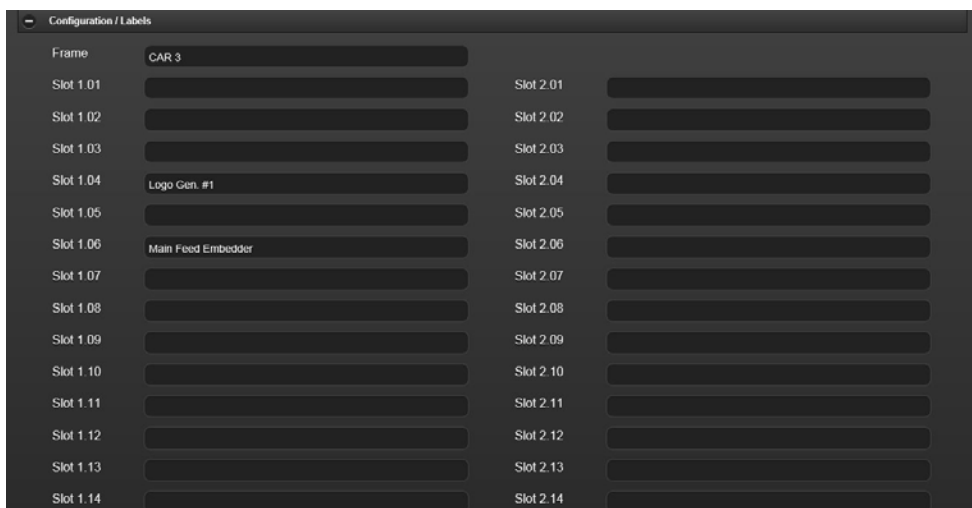 Configuration / Labels
Frame CAR 3
Slot 1.01 Slot 2.01
Slot 1.02 Slot 2.02
Slot 1.03 Slot 2.03
Slot 1.04 Logo Gen. #1 Slot 2.04
Slot 1.05 Slot 2.05
Slot 1.06 Main Feed Embedder Slot 2.06
Slot 1.07 Slot 2.07
Slot 1.08 Slot 2.08
Slot 1.09 Slot 2.09
Slot 1.10 Slot 2.10
Slot 1.11 Slot 2.11
Slot 1.12 Slot 2.12
Slot 1.13 Slot 2.13
Slot 1.14 Slot 2.14